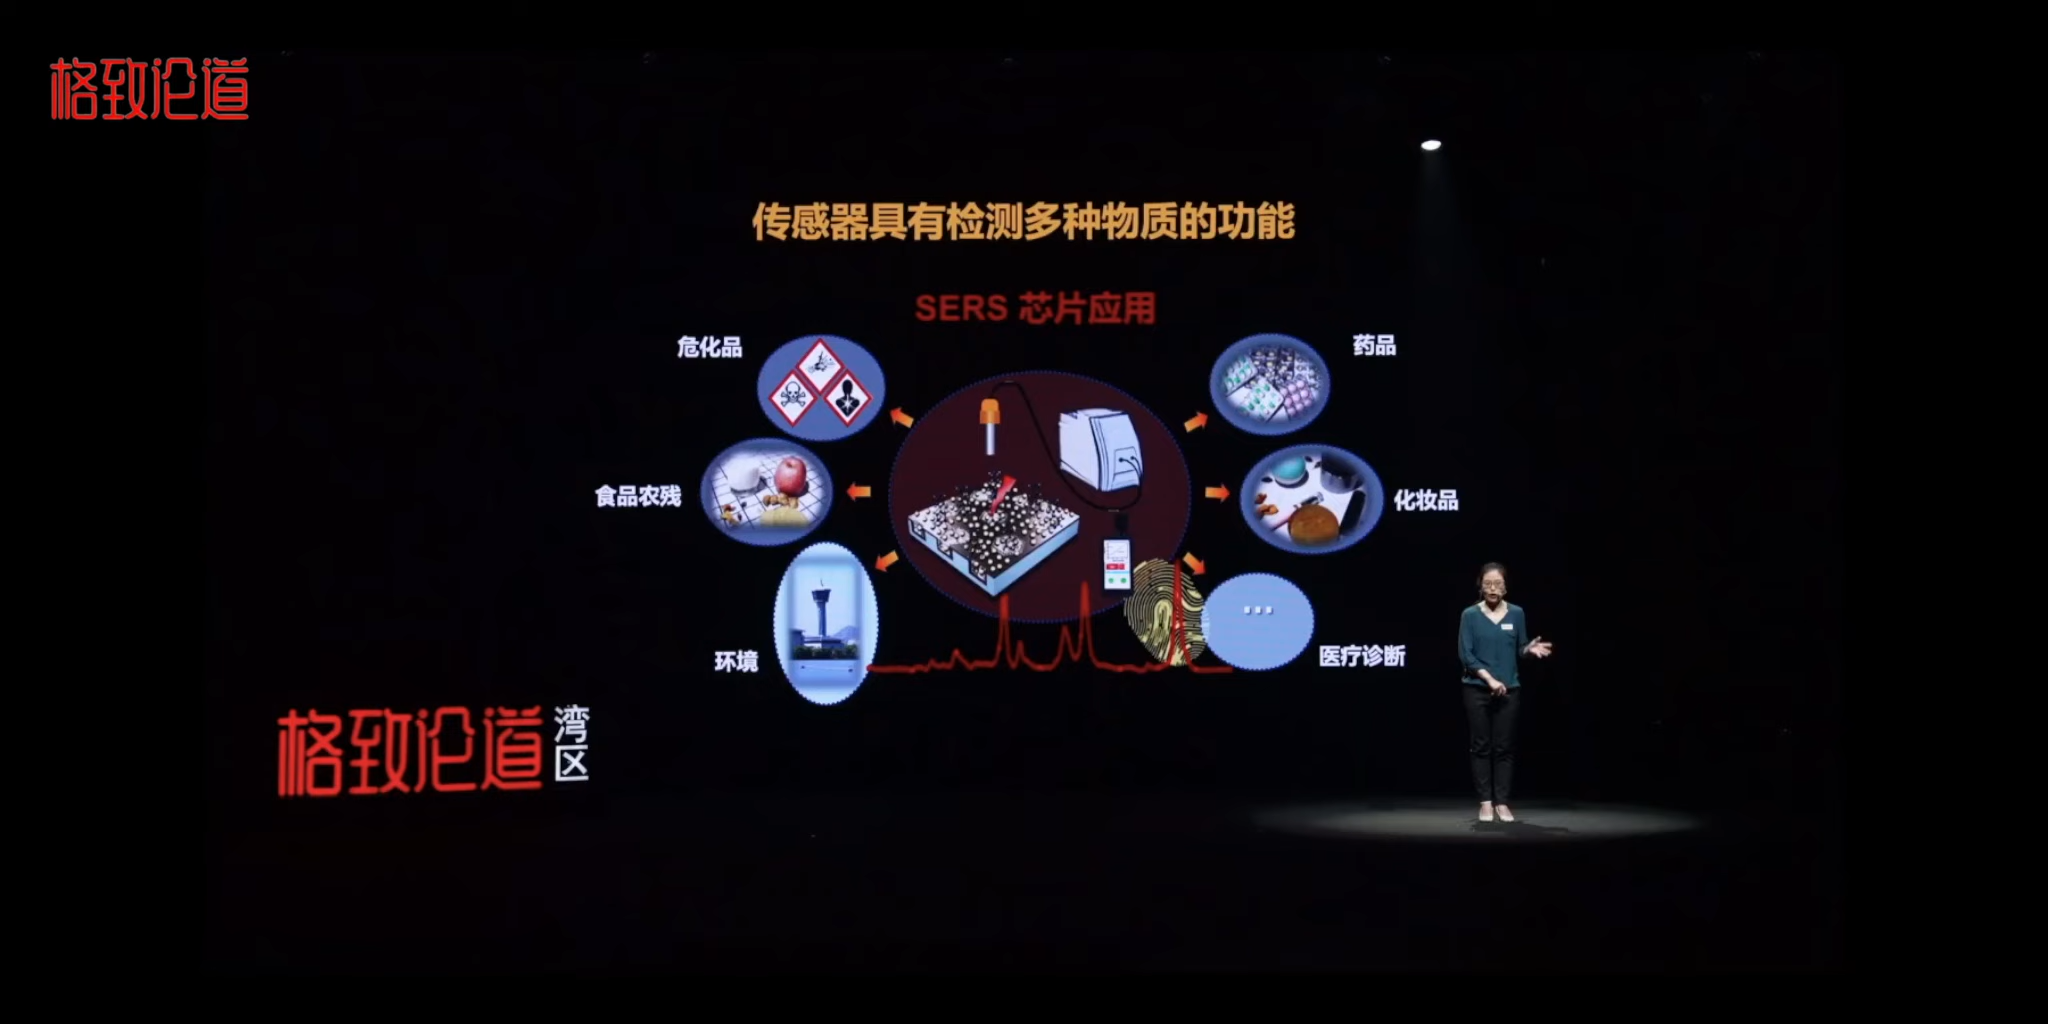 格致论道
传感器具有检测多种物质的功能
SERS 芯片应用
危化品
药品
食品农残
化妆品
环境
医疗诊断
格致论道
湾区